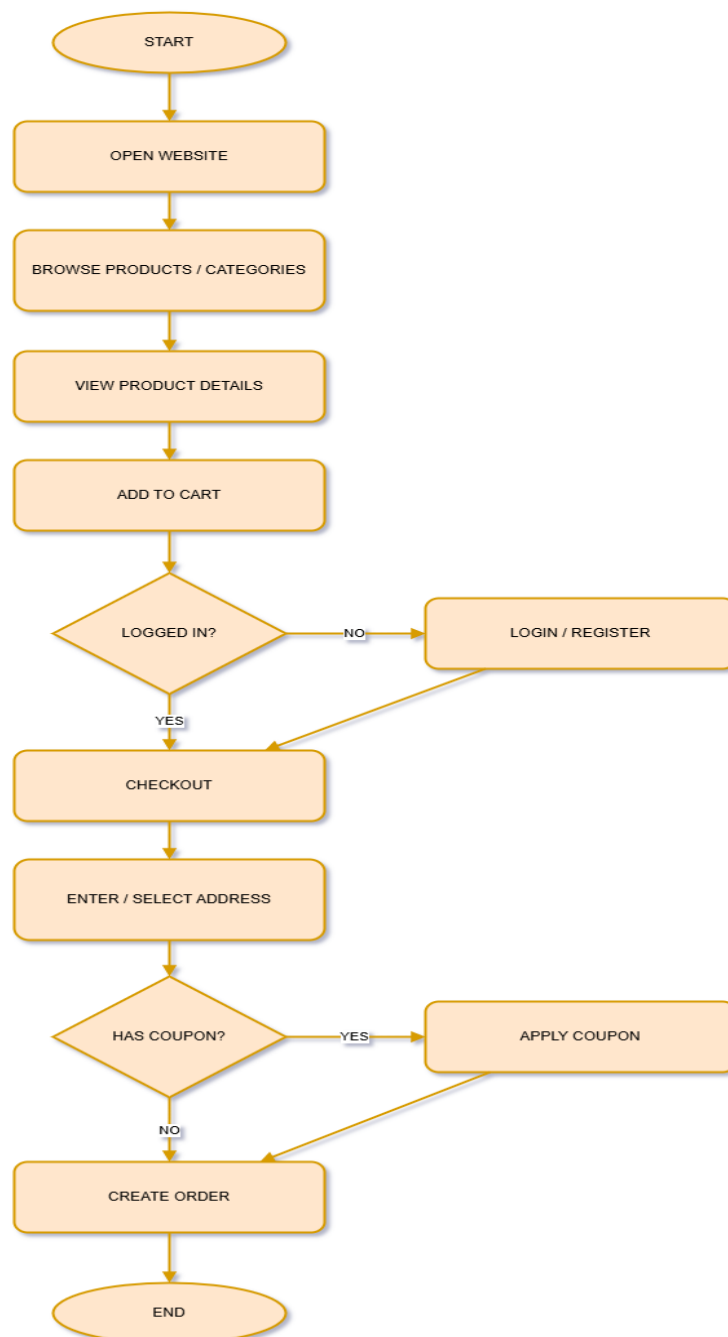 START
OPEN WEBSITE
BROWSE PRODUCTS / CATEGORIES
VIEW PRODUCT DETAILS
ADD TO CART
LOGGED IN?
NO
LOGIN / REGISTER
YES
CHECKOUT
ENTER / SELECT ADDRESS
HAS COUPON?
YES
APPLY COUPON
NO
CREATE ORDER
END